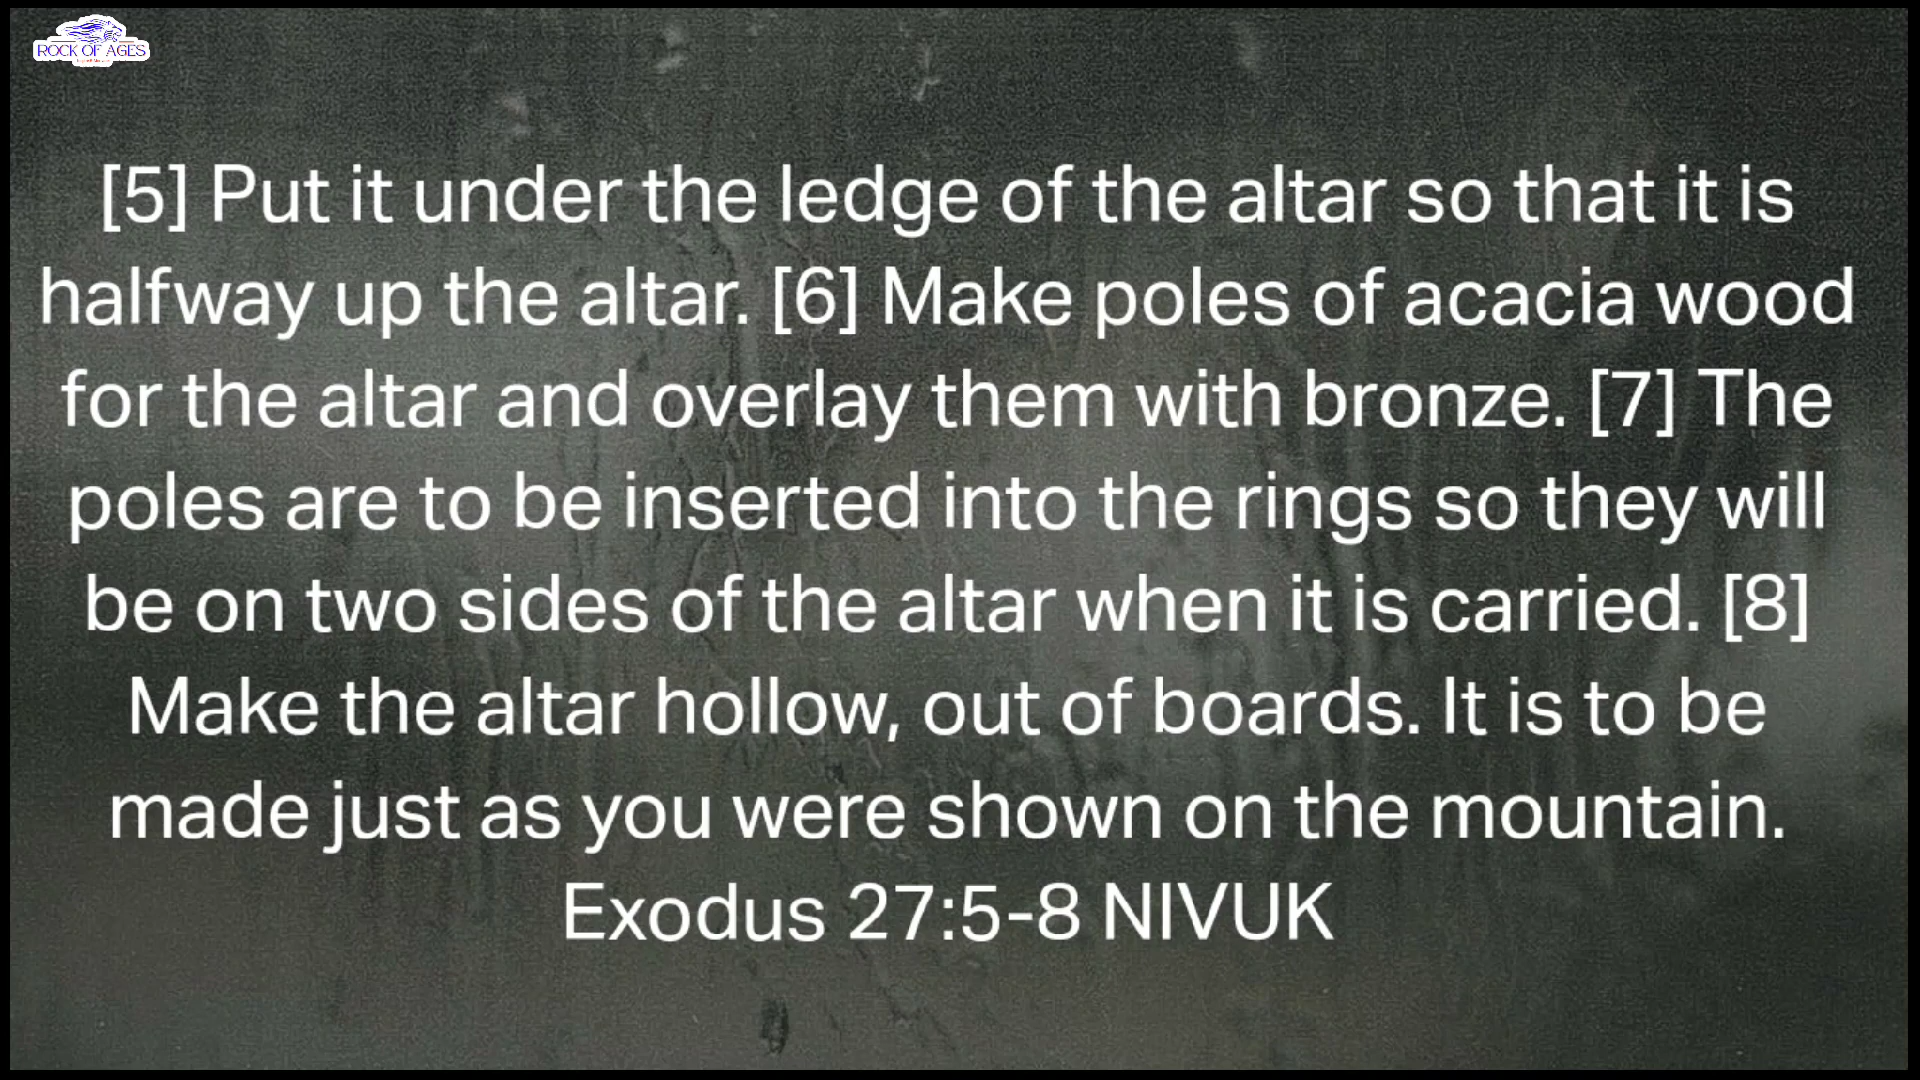 ROCK OF AGES
[5] Put it under the ledge of the altar so that it is
halfway up the altar. [6] Make poles of acacia wood
for the altar and overlay them with bronze. [7] The
poles are to be inserted into the rings so they will
be on two sides of the altar when it is carried. [8]
Make the altar hollow, out of boards. It is to be
made just as you were shown on the mountain.
Exodus 27:5-8 NIVUK